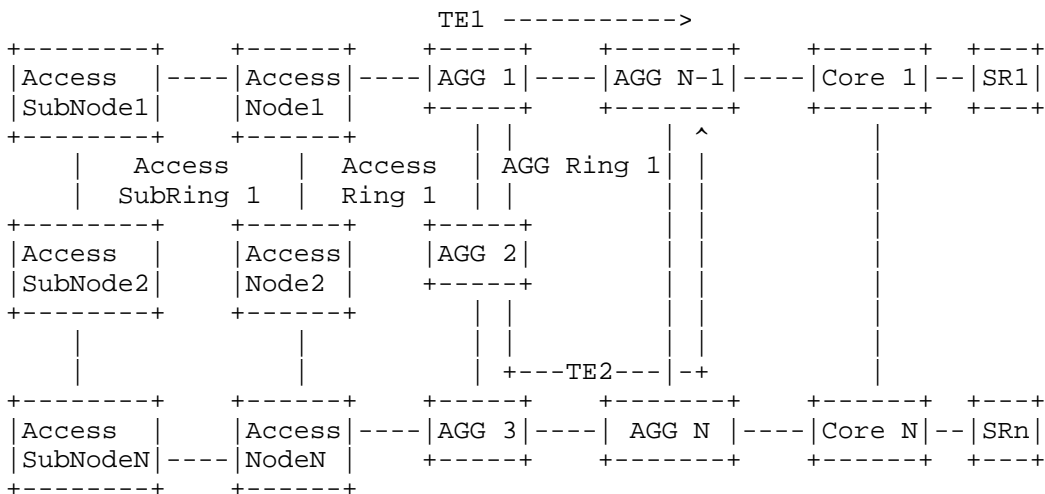 TE1 ----------->
+--------+    +------+    +-----+    +-------+    +------+  +---+
|Access  |----|Access|----|AGG 1|----|AGG N-1|----|Core 1|--|SR1|
|SubNode1|    |Node1 |    +-----+    +-------+    +------+  +---+
+--------+    +------+       | |          | ^         |
|   Access     |  Access  | | AGG Ring 1| |         |
|  SubRing 1   |  Ring 1  | |          | |         |
+--------+    +------+    +-----+         | |         |
|Access  |    |Access|    |AGG 2|         | |         |
|SubNode2|    |Node2 |    +-----+         | |         |
+--------+    +------+       | |          | |         |
|             |          | |          | |         |
|             |          | +---TE2---|-+         |
+--------+    +------+    +-----+    +-------+    +------+  +---+
|Access  |    |Access|----|AGG 3|----| AGG N |----|Core N|--|SRn|
|SubNodeN|----|NodeN |    +-----+    +-------+    +------+  +---+
+--------+    +------+